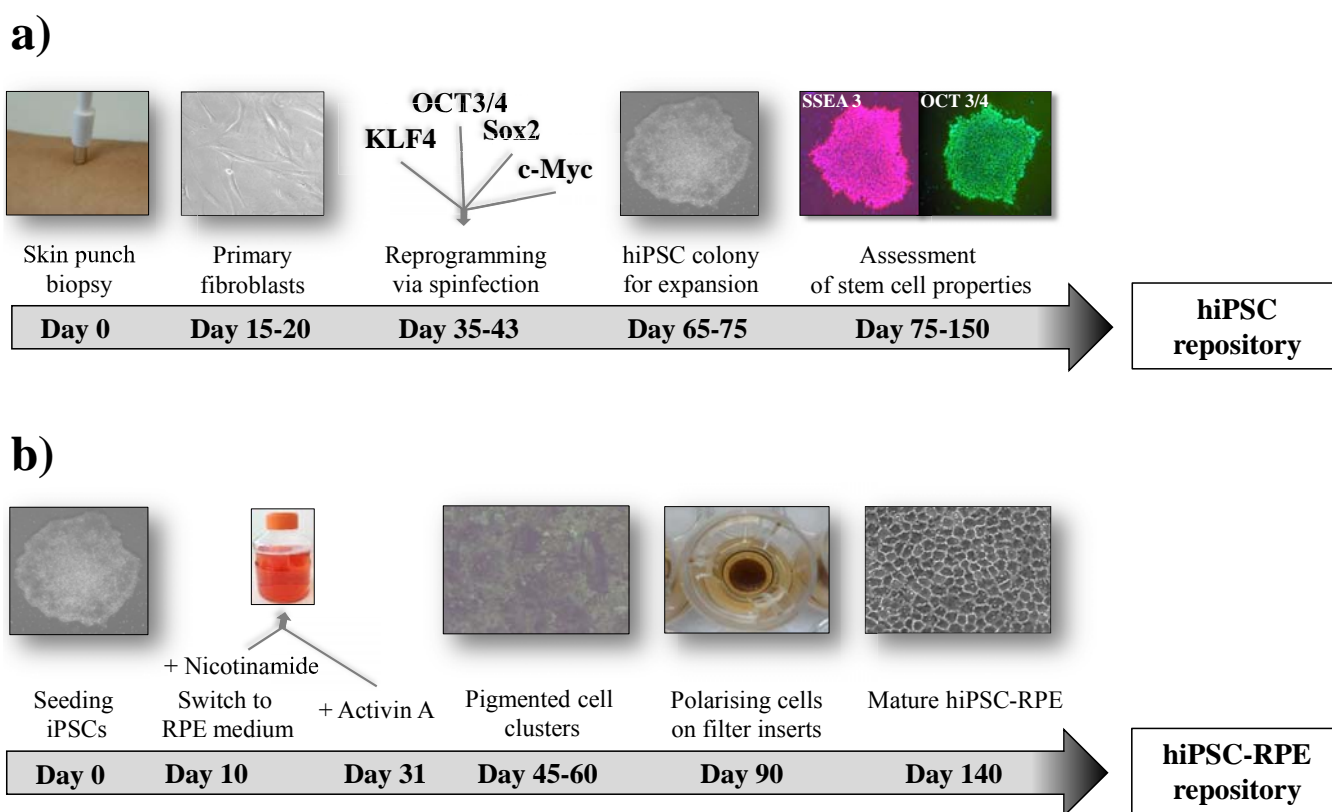 a)
KLF4
OCT3/4
Sox2
c-Myc
SSEA 3
OCT 3/4
Skin punch
biopsy
Primary
fibroblasts
Reprogramming
via spinfection
hiPSC colony
for expansion
Assessment
of stem cell properties
Day 0
Day 15-20
Day 35-43
Day 65-75
Day 75-150
hiPSC
repository
b)
+ Nicotinamide
+ Activin A
Seeding
iPSCs
Switch to
RPE medium
Pigmented cell
clusters
Polarising cells
on filter inserts
Mature hiPSC-RPE
Day 0
Day 10
Day 31
Day 45-60
Day 90
Day 140
hiPSC-RPE
repository